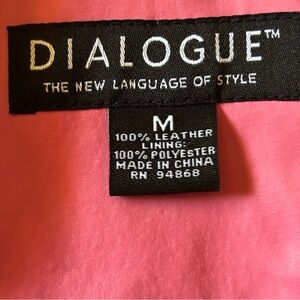 DIALOGUE™
THE NEW LANGUAGE OF STYLE
M
100% LEATHER
LINING:
100% POLYESTER
MADE IN CHINA
RN 94868